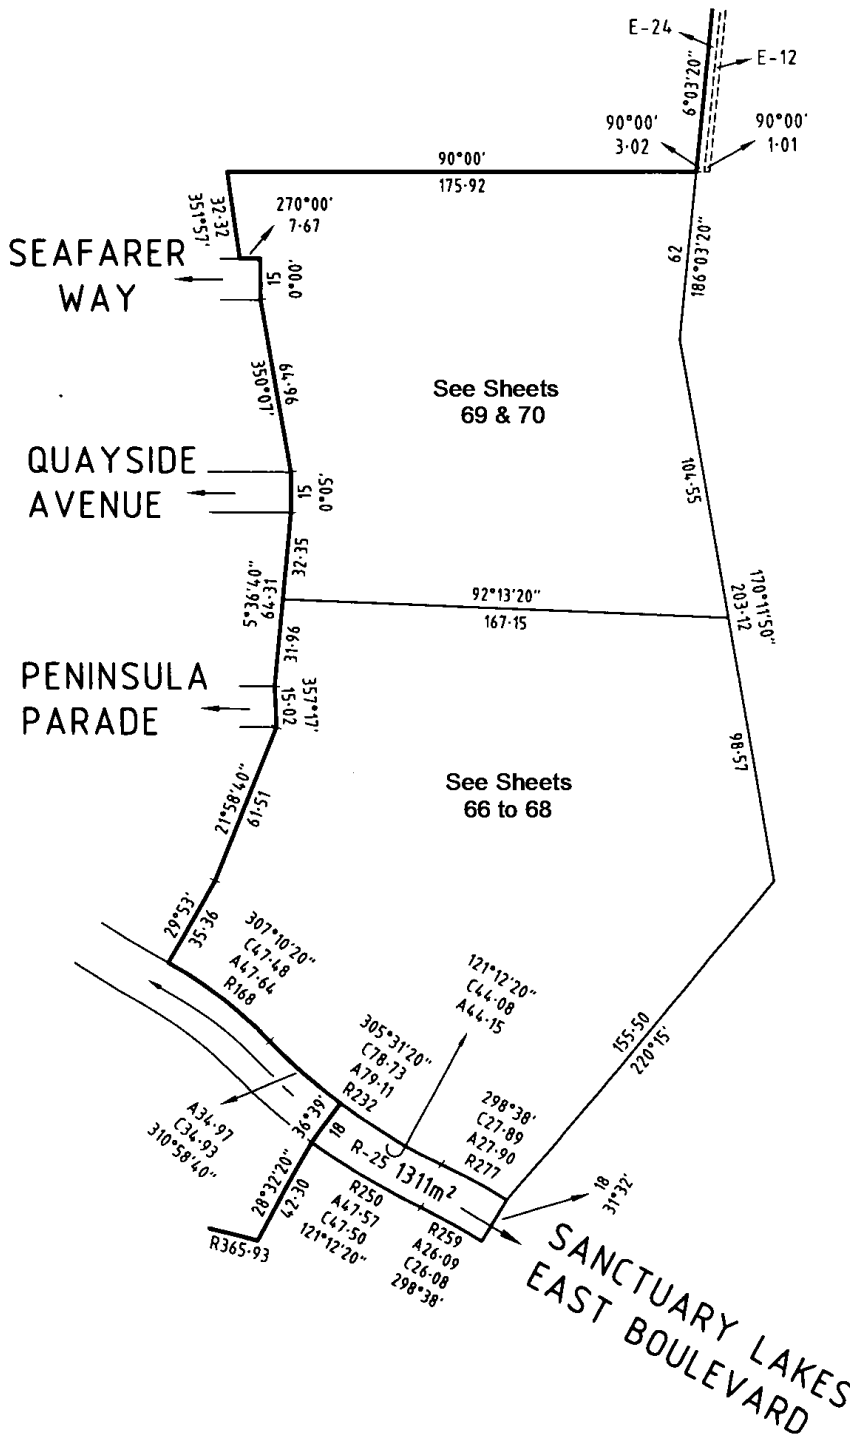 E-24
E-12
6°03'20"
90°00'
3·02
90°00'
1·01
90°00'
175·92
32·32
351°57'
270°00'
7·67
SEAFARER
WAY
15
0°00'
62
186°03'20"
64·96
350°07'
See Sheets
69 & 70
QUAYSIDE
AVENUE
15
0°05'
104·55
32·35
5°36'40"
64·31
92°13'20"
167·15
170°11'50"
203·12
31·96
PENINSULA
PARADE
357°17'
15·02
98·57
See Sheets
66 to 68
21°58'40"
61·51
29°53'
35·36
307°10'20"
C47·48
A47·64
R168
121°12'20"
C44·08
A44·15
155·50
220°15'
305°31'20"
C78·73
A79·11
R232
298°38'
C27·89
A27·90
R277
A34·97
C34·93
310°58'40"
36°39'
18
R-25 1311m²
18
31°32'
28°32'20"
42·30
R365·93
R250
A47·57
C47·50
121°12'20"
R259
A26·09
C26·08
298°38'
SANCTUARY LAKES
EAST BOULEVARD